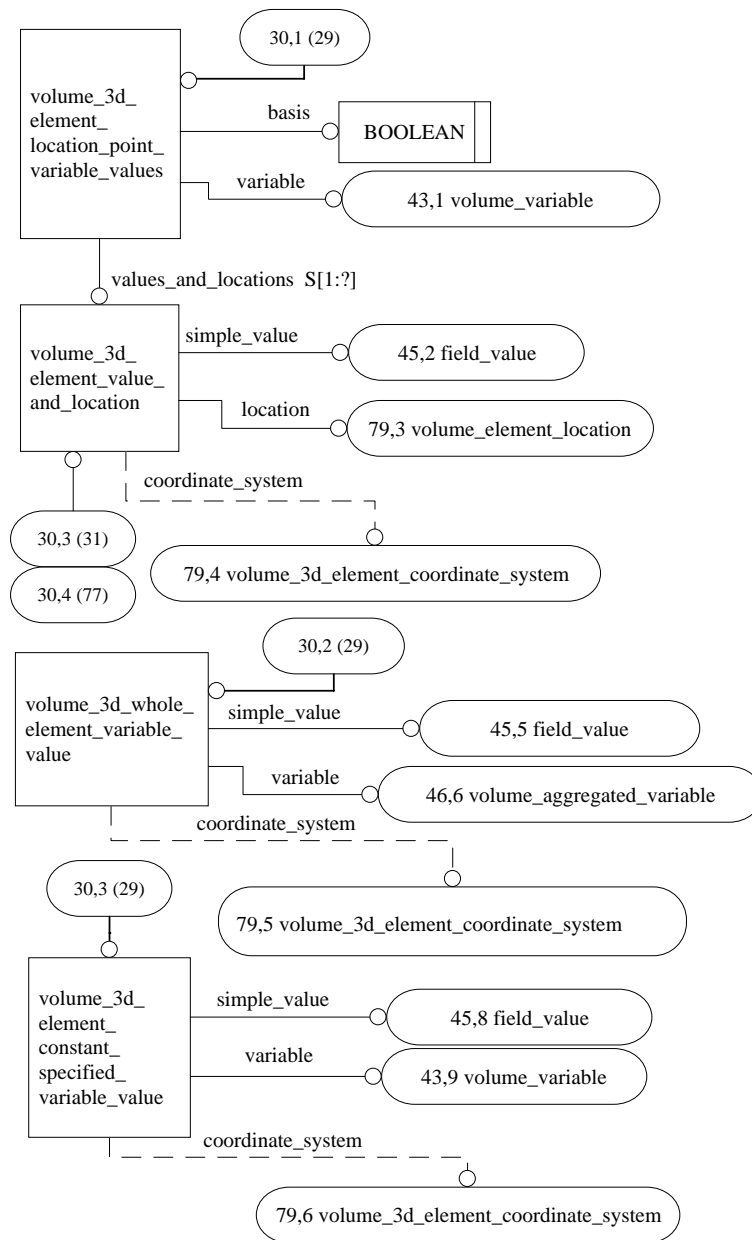 30,1 (29)
volume_3d_
element_
location_point_
variable_values
basis
BOOLEAN
variable
43,1 volume_variable
values_and_locations S[1:?]
volume_3d_
element_value_
and_location
simple_value
45,2 field_value
location
79,3 volume_element_location
coordinate_system
30,3 (31)
30,4 (77)
79,4 volume_3d_element_coordinate_system
30,2 (29)
volume_3d_whole_
element_variable_
value
simple_value
45,5 field_value
variable
46,6 volume_aggregated_variable
coordinate_system
30,3 (29)
79,5 volume_3d_element_coordinate_system
volume_3d_
element_
constant_
specified_
variable_value
simple_value
45,8 field_value
variable
43,9 volume_variable
coordinate_system
79,6 volume_3d_element_coordinate_system